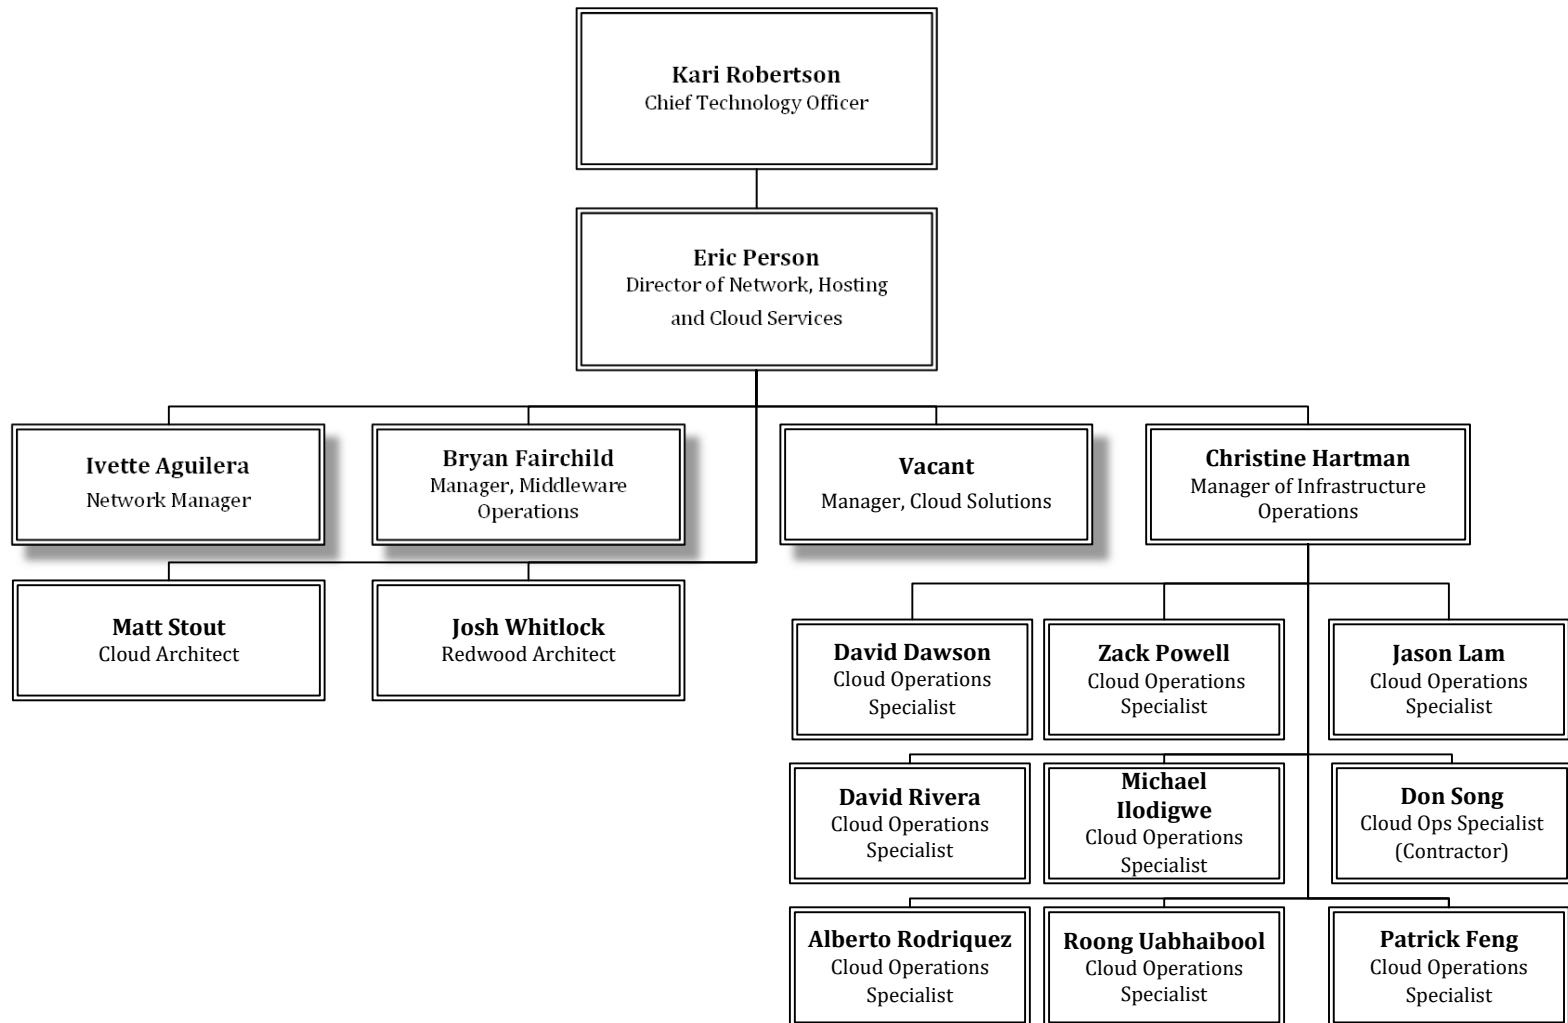 Kari Robertson
Chief Technology Officer
Eric Person
Director of Network, Hosting
and Cloud Services
Ivette Aguilera
Network Manager
Bryan Fairchild
Manager, Middleware
Operations
Vacant
Manager, Cloud Solutions
Christine Hartman
Manager of Infrastructure
Operations
Matt Stout
Cloud Architect
Josh Whitlock
Redwood Architect
David Dawson
Cloud Operations
Specialist
Zack Powell
Cloud Operations
Specialist
Jason Lam
Cloud Operations
Specialist
David Rivera
Cloud Operations
Specialist
Michael
Ilodigwe
Cloud Operations
Specialist
Don Song
Cloud Ops Specialist
(Contractor)
Alberto Rodriquez
Cloud Operations
Specialist
Roong Uabhaibool
Cloud Operations
Specialist
Patrick Feng
Cloud Operations
Specialist